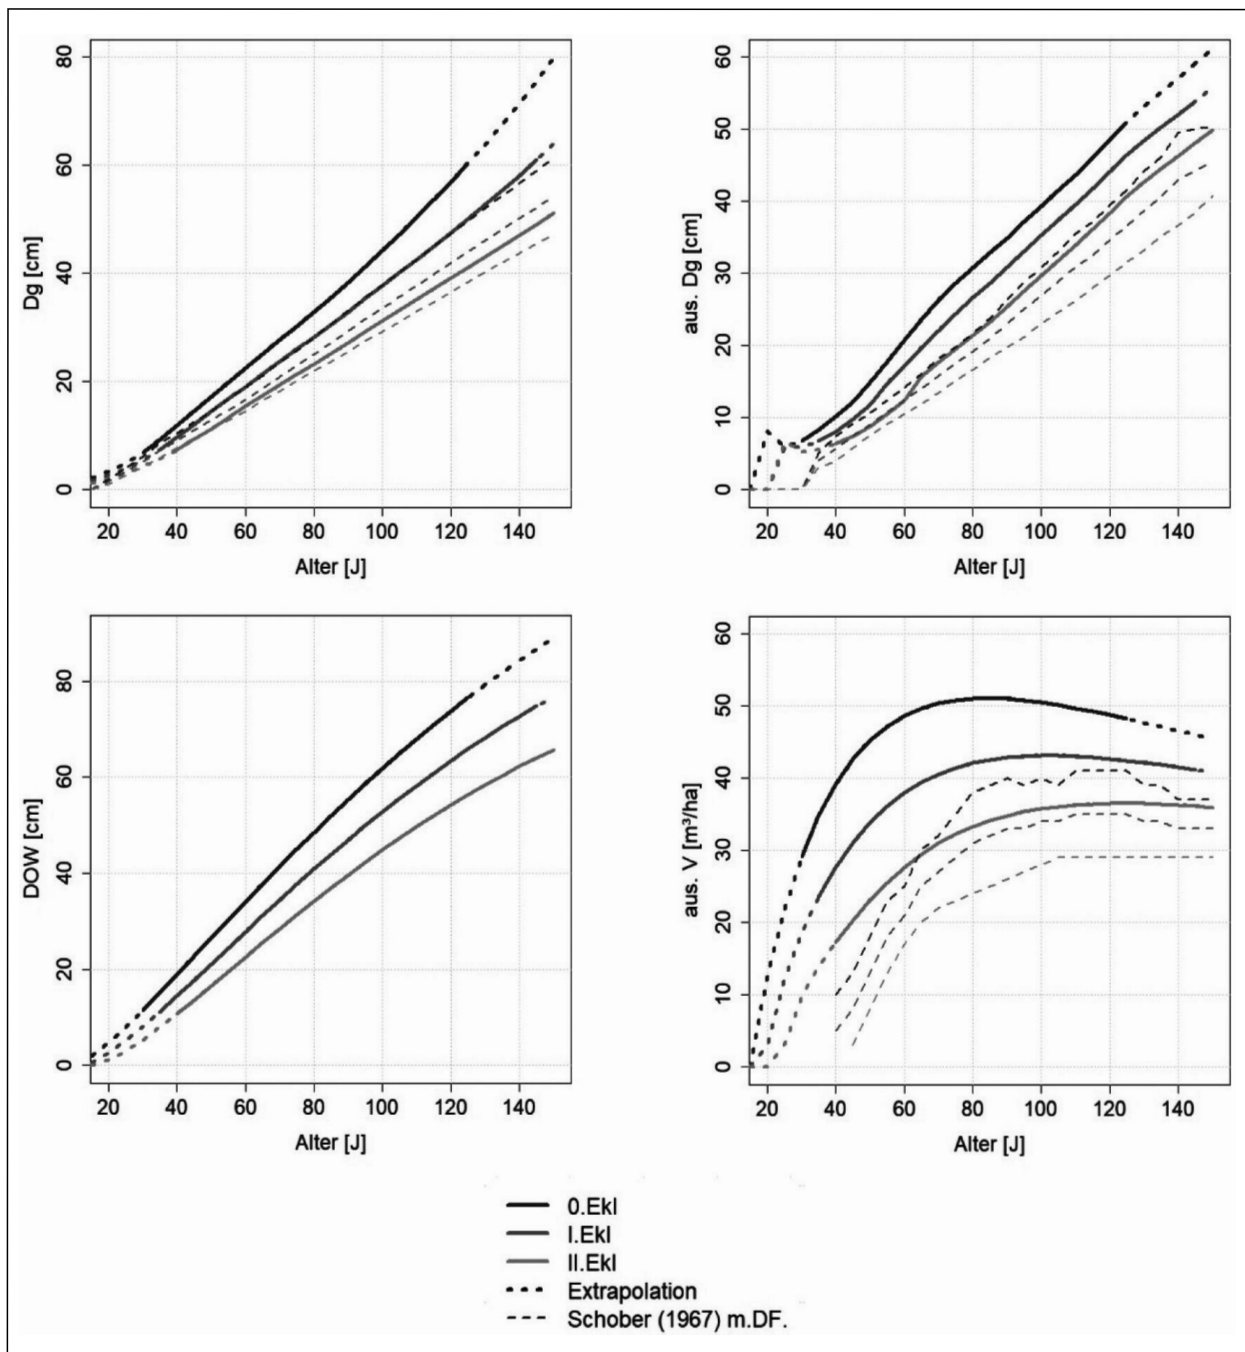 80
60
40
20
0
Dg [cm]
20 40 60 80 100 120 140
Alter [J]
60
50
40
30
20
10
0
aus. Dg [cm]
20 40 60 80 100 120 140
Alter [J]
80
60
40
20
0
DOW [cm]
20 40 60 80 100 120 140
Alter [J]
60
50
40
30
20
10
0
aus. V [m³/ha]
20 40 60 80 100 120 140
Alter [J]
0.Ekl
I.Ekl
II.Ekl
Extrapolation
Schober (1967) m.DF.